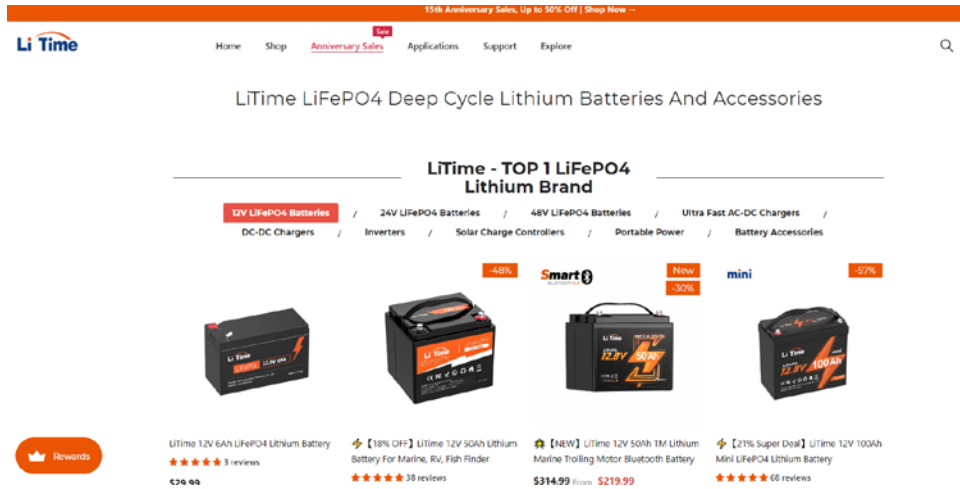 15th Anniversary Sales, Up to 50% Off | Shop Now →
Li Time
Home Shop Anniversary Sales Applications Support Explore
Sale
LiTime LiFePO4 Deep Cycle Lithium Batteries And Accessories
LiTime - TOP 1 LiFePO4
Lithium Brand
12V LiFePO4 Batteries / 24V LiFePO4 Batteries / 48V LiFePO4 Batteries / Ultra Fast AC-DC Chargers /
DC-DC Chargers / Inverters / Solar Charge Controllers / Portable Power / Battery Accessories
-48%
Smart
New
-30%
mini
-57%
Li Time
LiFePO4 12.8V 6Ah
Li Time
Li Time
12.8V 50Ah
Li Time
mini
12.8V 100Ah
LiTime 12V 6Ah LiFePO4 Lithium Battery
3 reviews
$29.99
⚡【18% OFF】LiTime 12V 50Ah Lithium
Battery For Marine, RV, Fish Finder
38 reviews
【NEW】LiTime 12V 50Ah TM Lithium
Marine Trolling Motor Bluetooth Battery
$314.99 From $219.99
⚡【21% Super Deal】LiTime 12V 100Ah
Mini LiFePO4 Lithium Battery
68 reviews
Rewards